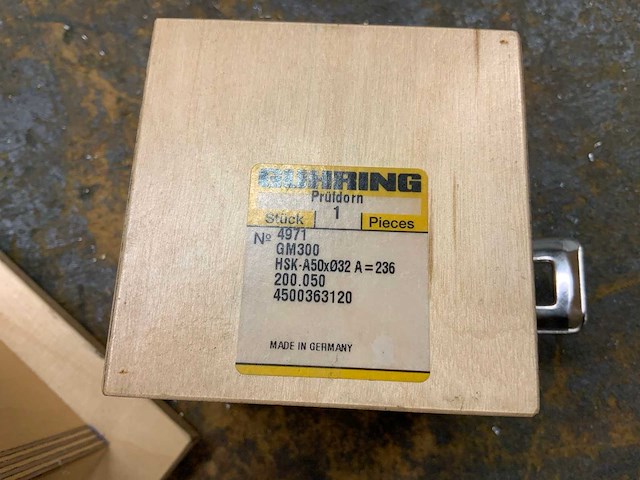 GUHRING
Prüfdorn
Stück 1 Pieces
№ 4971
GM300
HSK-A50xØ32 A=236
200.050
4500363120
MADE IN GERMANY